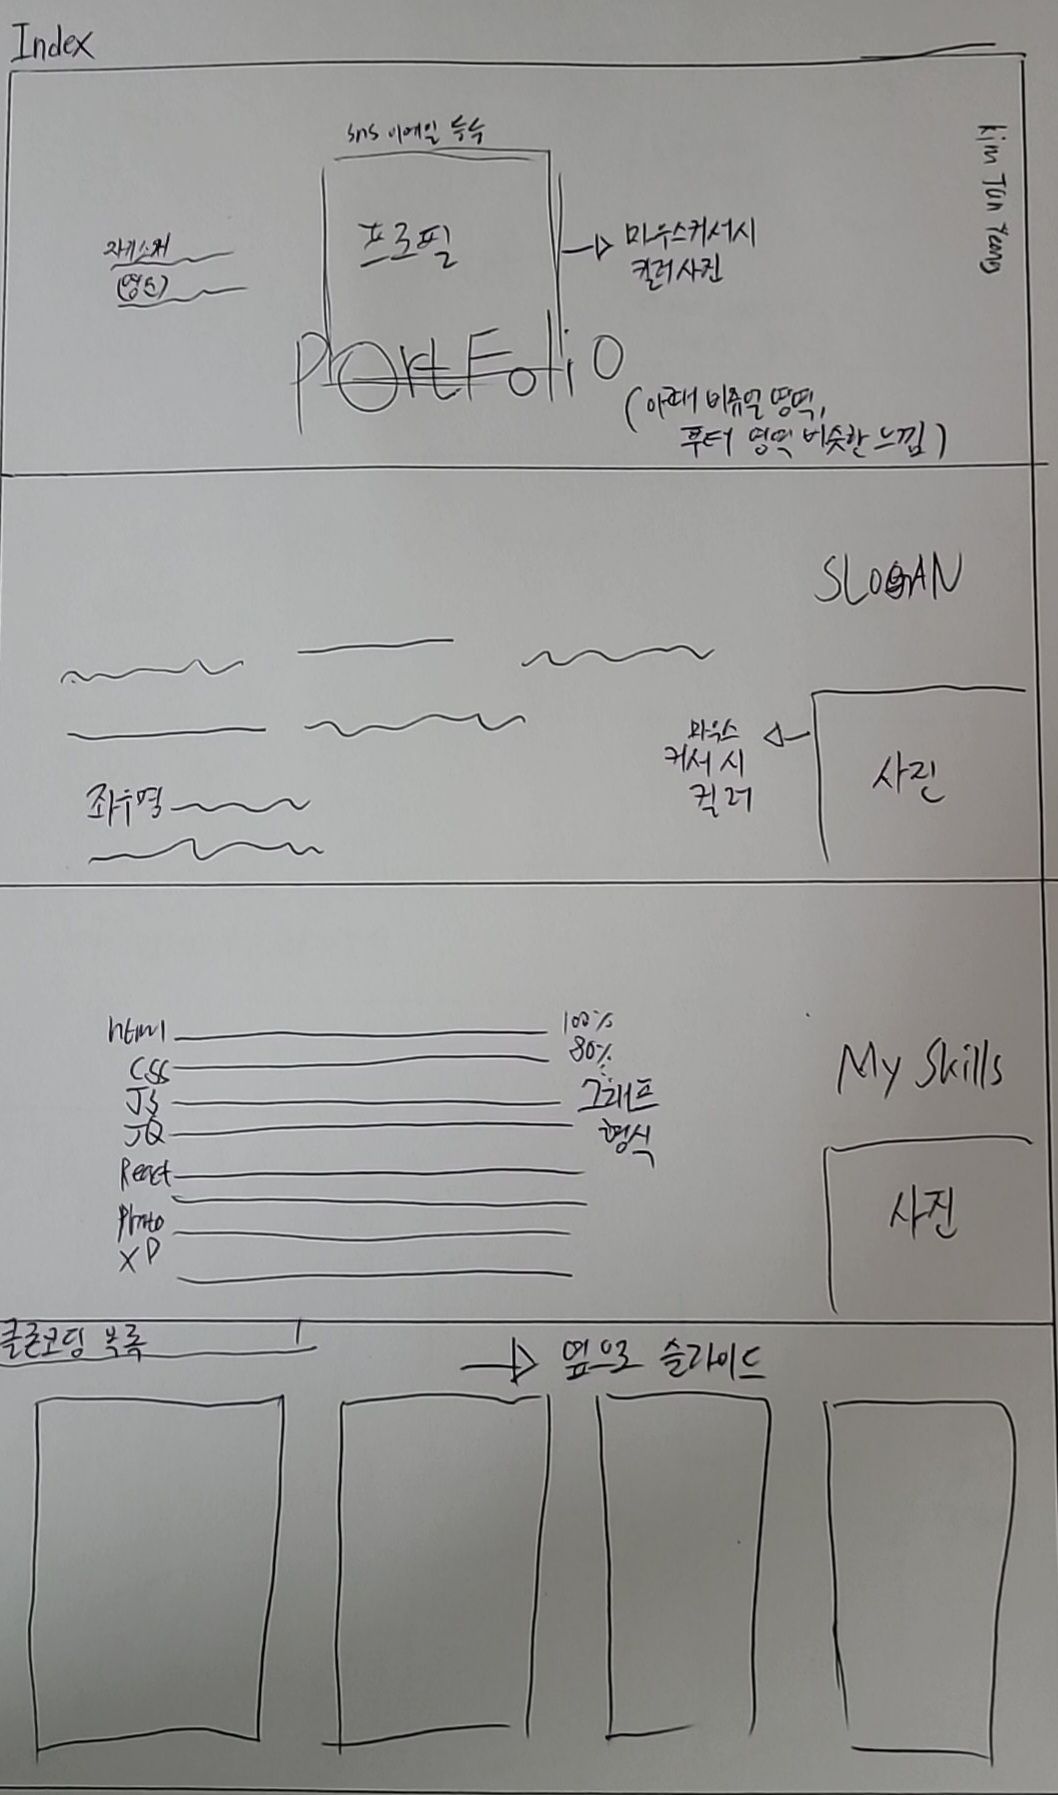 Index
sns 이메일 등등
Kim Jun Yeong
프로필
마우스커서시
컬러사진
자기소개
PortFolio
(아래 비쥬얼 영역,
푸터 영역 비슷한 느낌)
SLOGAN
마우스
커서 시
컬러
사진
좌우명
html 100%
CSS 80%
JS 그래프
JQ 형식
React
Photo
XD
My Skills
사진
클론코딩 목록
옆으로 슬라이드